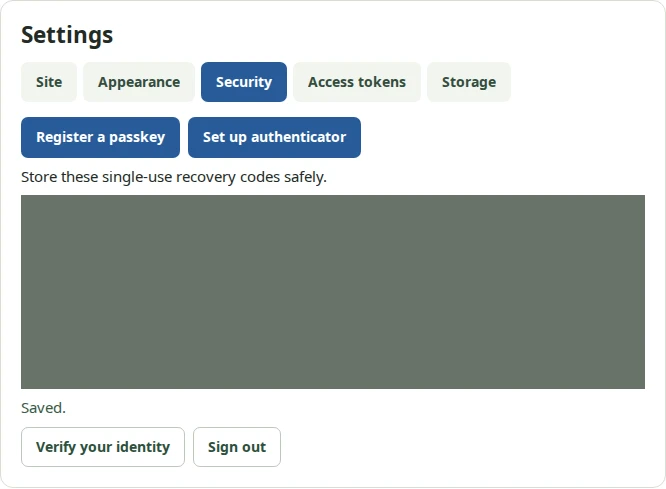 Settings
Site Appearance Security Access tokens Storage
Register a passkey Set up authenticator
Store these single-use recovery codes safely.
Saved.
Verify your identity Sign out